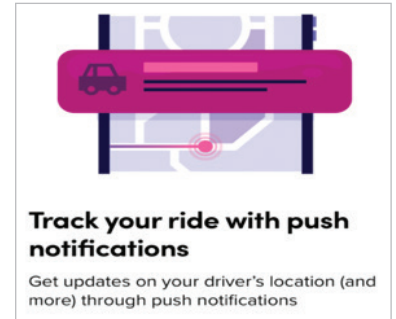 Track your ride with push
notifications
Get updates on your driver's location (and
more) through push notifications